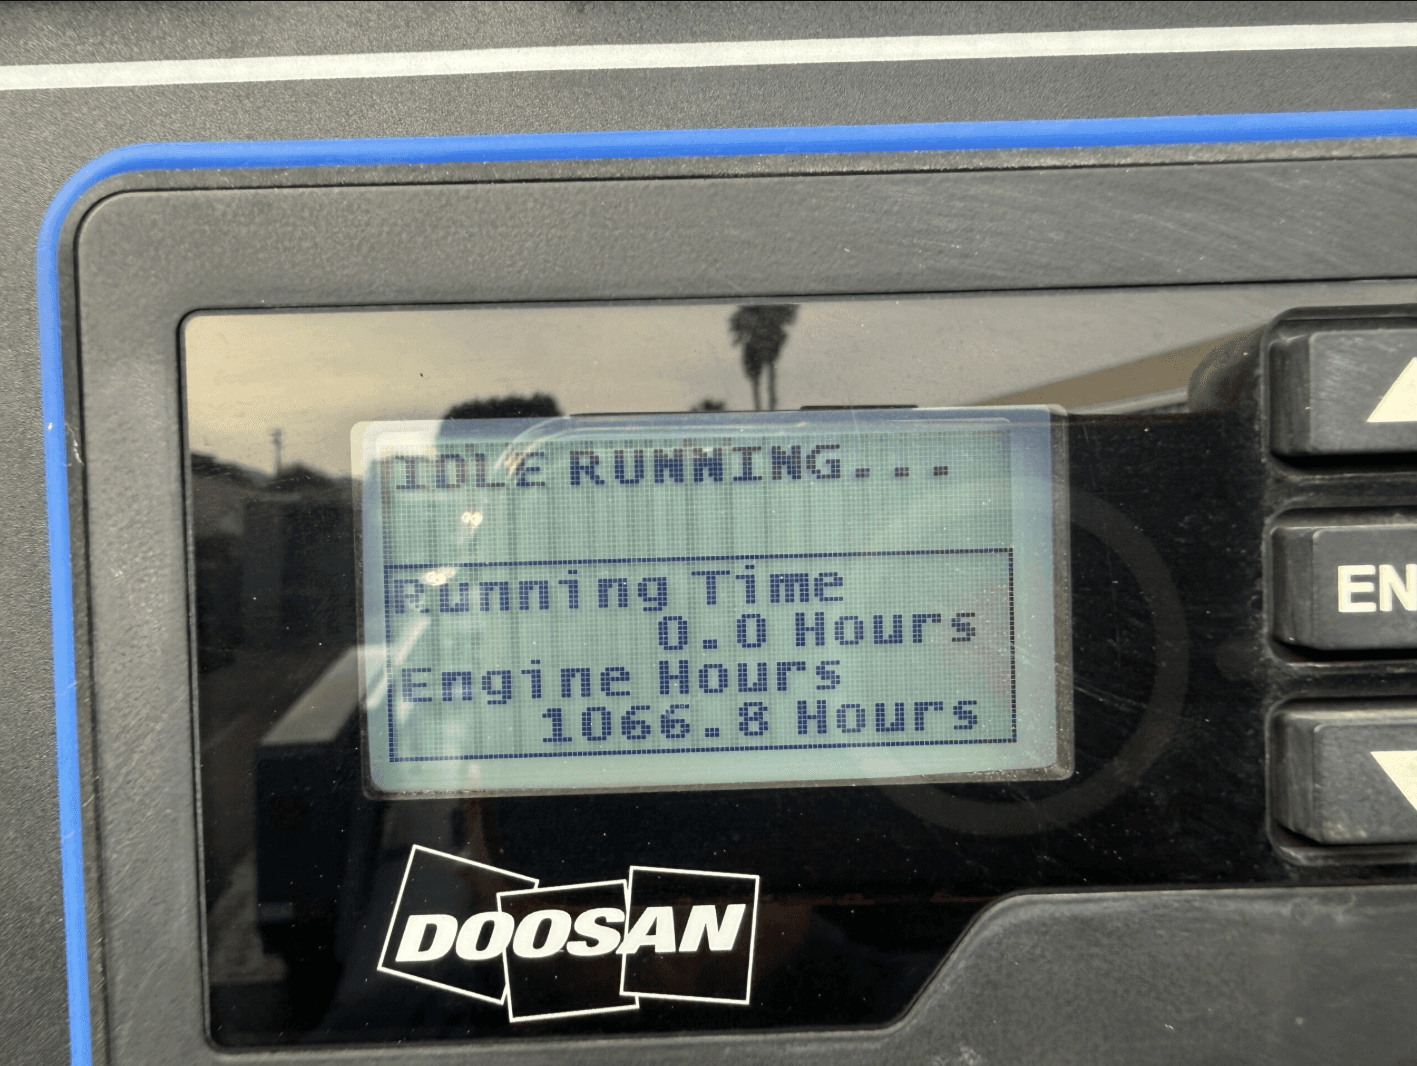 IDLE RUNNING...
Running Time
0.0 Hours
Engine Hours
1066.8 Hours
EN
DOOSAN